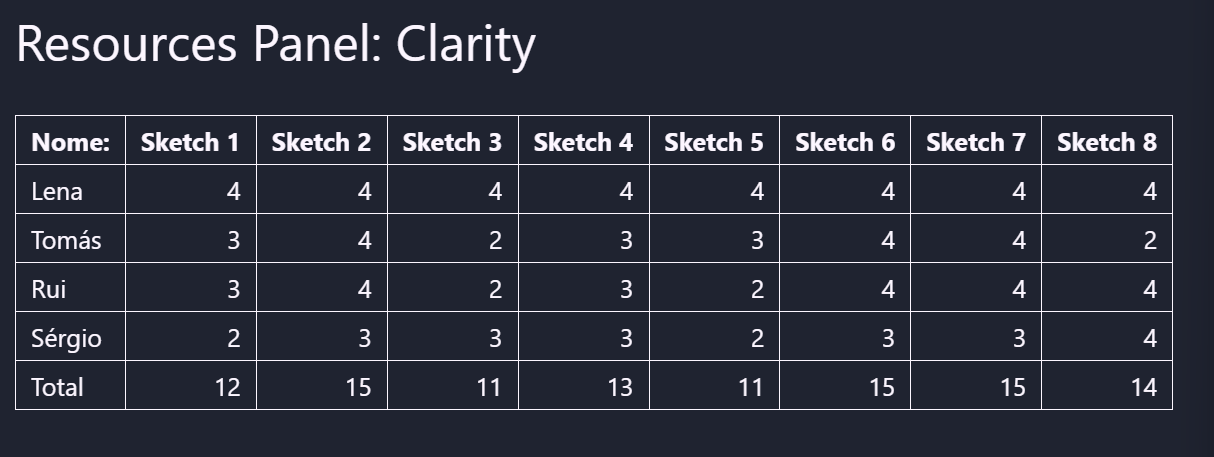 Resources Panel: Clarity
Nome: Sketch 1 Sketch 2 Sketch 3 Sketch 4 Sketch 5 Sketch 6 Sketch 7 Sketch 8
Lena 4 4 4 4 4 4 4 4
Tomás 3 4 2 3 3 4 4 2
Rui 3 4 2 3 2 4 4 4
Sérgio 2 3 3 3 2 3 3 4
Total 12 15 11 13 11 15 15 14